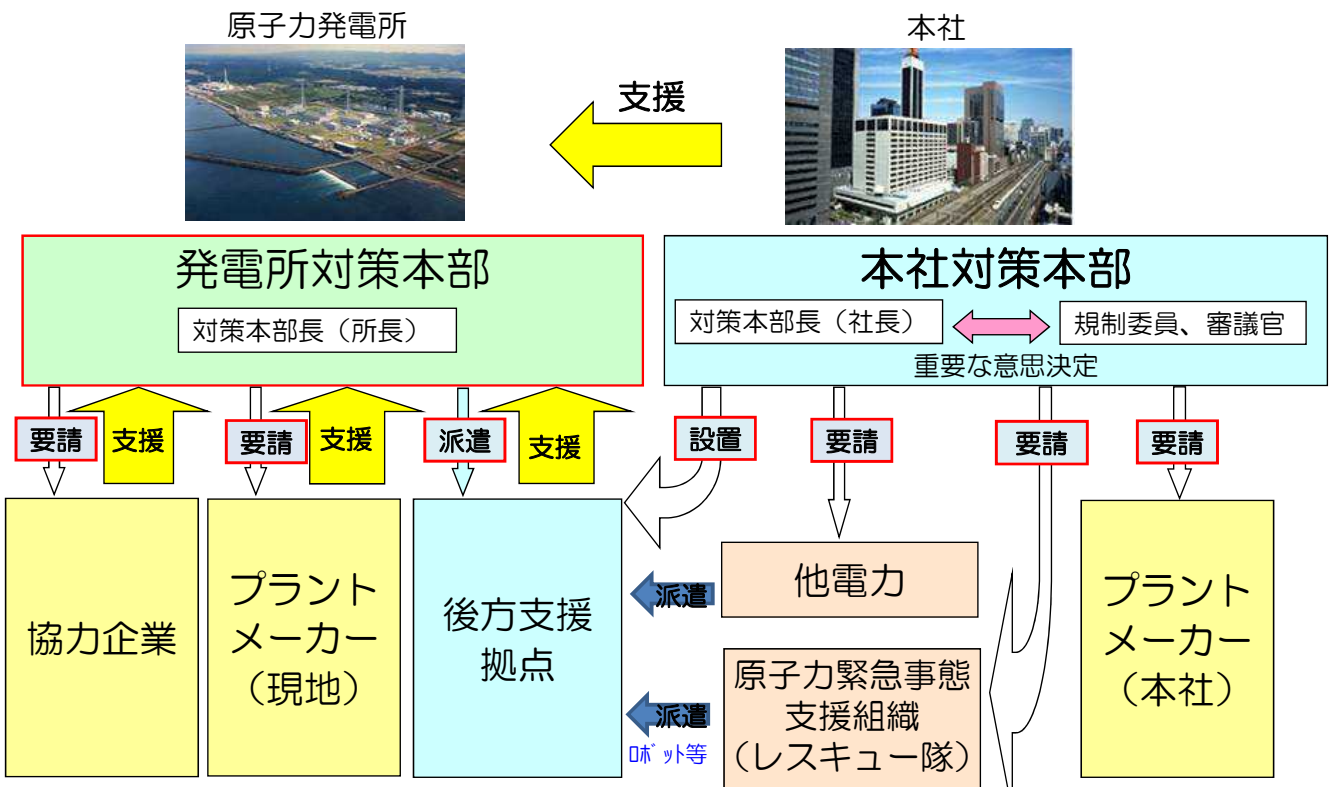 原子力発電所
本社
支援
発電所対策本部
対策本部長（所長）
本社対策本部
対策本部長（社長）
規制委員、審議官
重要な意思決定
要請
支援
要請
支援
派遣
支援
設置
要請
要請
要請
協力企業
プラント
メーカー
（現地）
後方支援
拠点
派遣
他電力
派遣
ﾛﾎﾞｯﾄ等
原子力緊急事態
支援組織
（レスキュー隊）
プラント
メーカー
（本社）